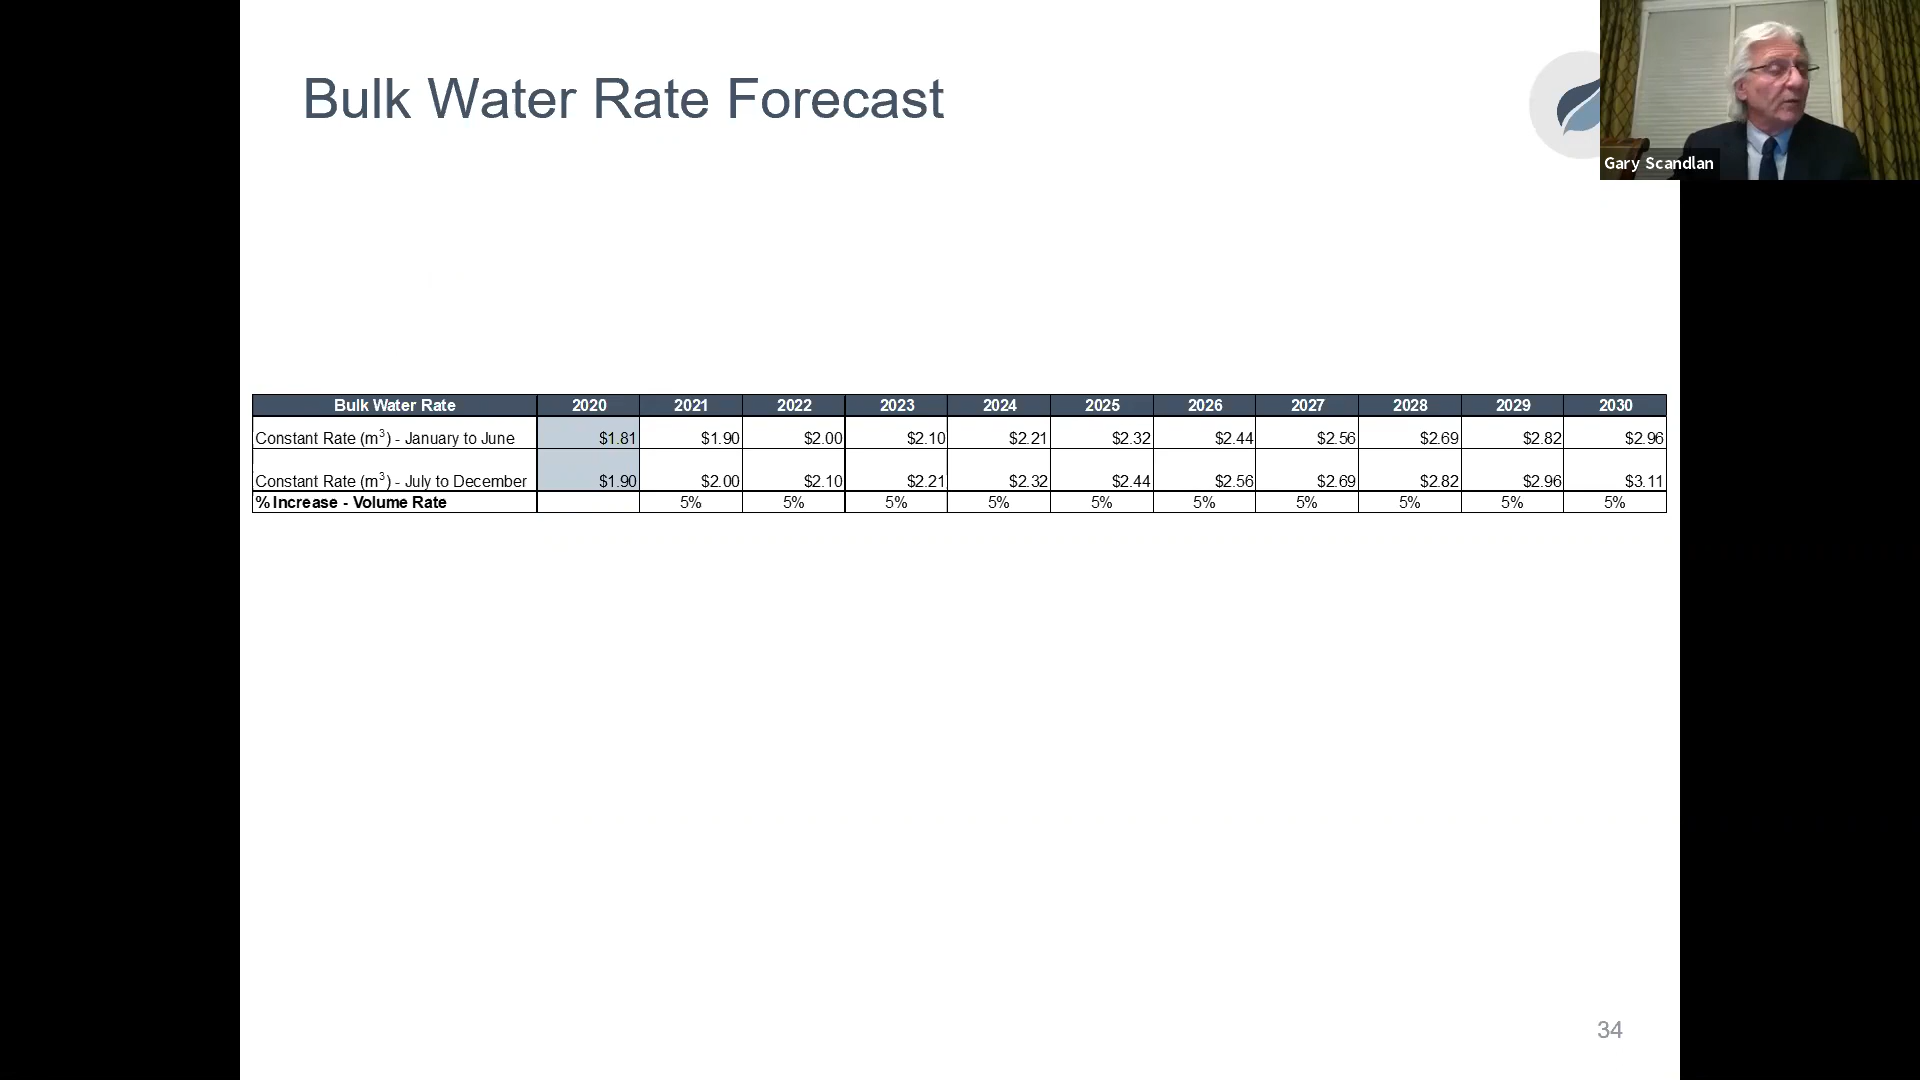 Bulk Water Rate Forecast
Gary Scandlan
Bulk Water Rate 2020 2021 2022 2023 2024 2025 2026 2027 2028 2029 2030
Constant Rate (m³) - January to June $1.81 $1.90 $2.00 $2.10 $2.21 $2.32 $2.44 $2.56 $2.69 $2.82 $2.96
Constant Rate (m³) - July to December $1.90 $2.00 $2.10 $2.21 $2.32 $2.44 $2.56 $2.69 $2.82 $2.96 $3.11
% Increase - Volume Rate 5% 5% 5% 5% 5% 5% 5% 5% 5% 5%
34